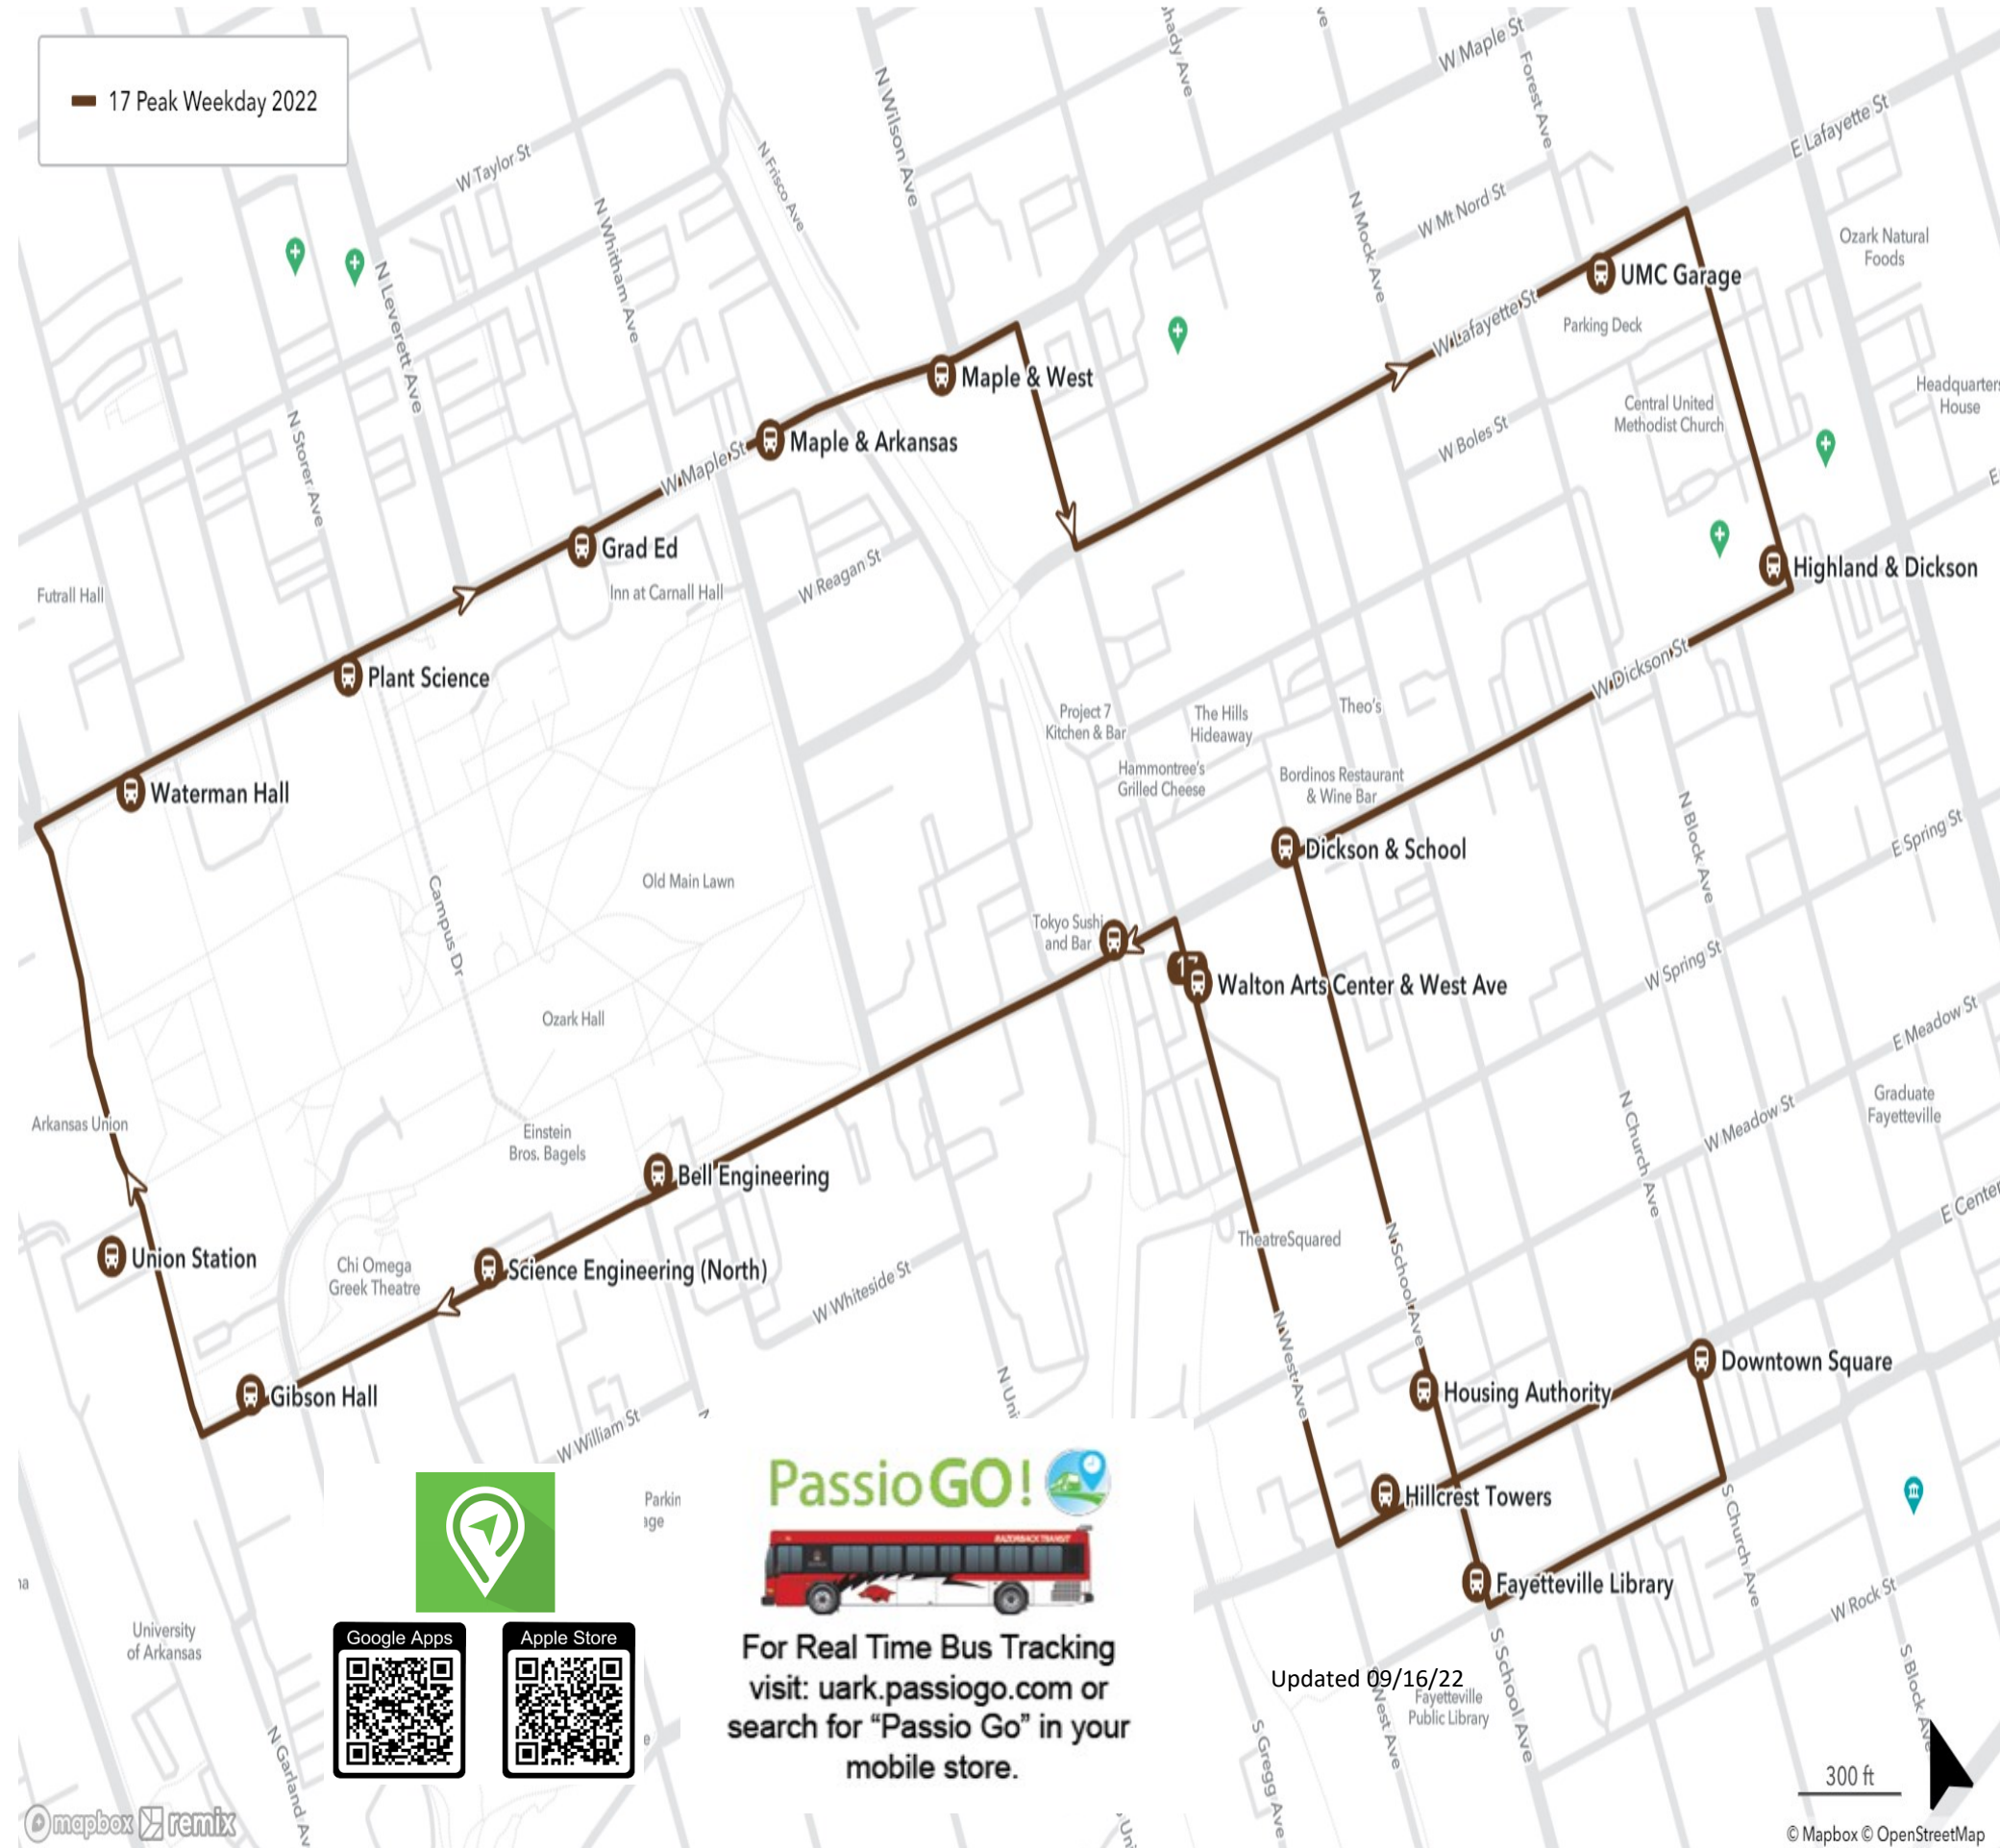 17 Peak Weekday 2022
W Maple St
Forest Ave
E Lafayette St
N Wilson Ave
N Frisco Ave
W Taylor St
N Whitham Ave
N Leverett Ave
N Storer Ave
N Mock Ave
W Mt Nord St
Ozark Natural
Foods
UMC Garage
Parking Deck
W Lafayette St
Maple & West
Maple & Arkansas
W Maple St
Central United
Methodist Church
Headquarters
House
W Boles St
Grad Ed
Inn at Carnall Hall
W Reagan St
Highland & Dickson
Futrall Hall
Plant Science
W Dickson St
Project 7
Kitchen & Bar
The Hills
Hideaway
Theo's
Hammontree's
Grilled Cheese
Bordinos Restaurant
& Wine Bar
Waterman Hall
Dickson & School
N Block Ave
E Spring St
Old Main Lawn
Campus Dr
Tokyo Sushi
and Bar
17
Walton Arts Center & West Ave
W Spring St
Ozark Hall
E Meadow St
Arkansas Union
Einstein
Bros. Bagels
Graduate
Fayetteville
W Meadow St
N Church Ave
Bell Engineering
E Center
Union Station
Chi Omega
Greek Theatre
Science Engineering (North)
TheatreSquared
N School Ave
W Whiteside St
N West Ave
Gibson Hall
Housing Authority
Downtown Square
W William St
Hillcrest Towers
Fayetteville Library
S Church Ave
W Rock St
PassioGO!
RAZORBACK TRANSIT
For Real Time Bus Tracking
visit: uark.passiogo.com or
search for “Passio Go” in your
mobile store.
Google Apps
Apple Store
University
of Arkansas
Updated 09/16/22
Fayetteville
Public Library
S School Ave
S Block Ave
S Gregg Ave
West Ave
N Garland Av
300 ft
mapbox
remix
© Mapbox © OpenStreetMap